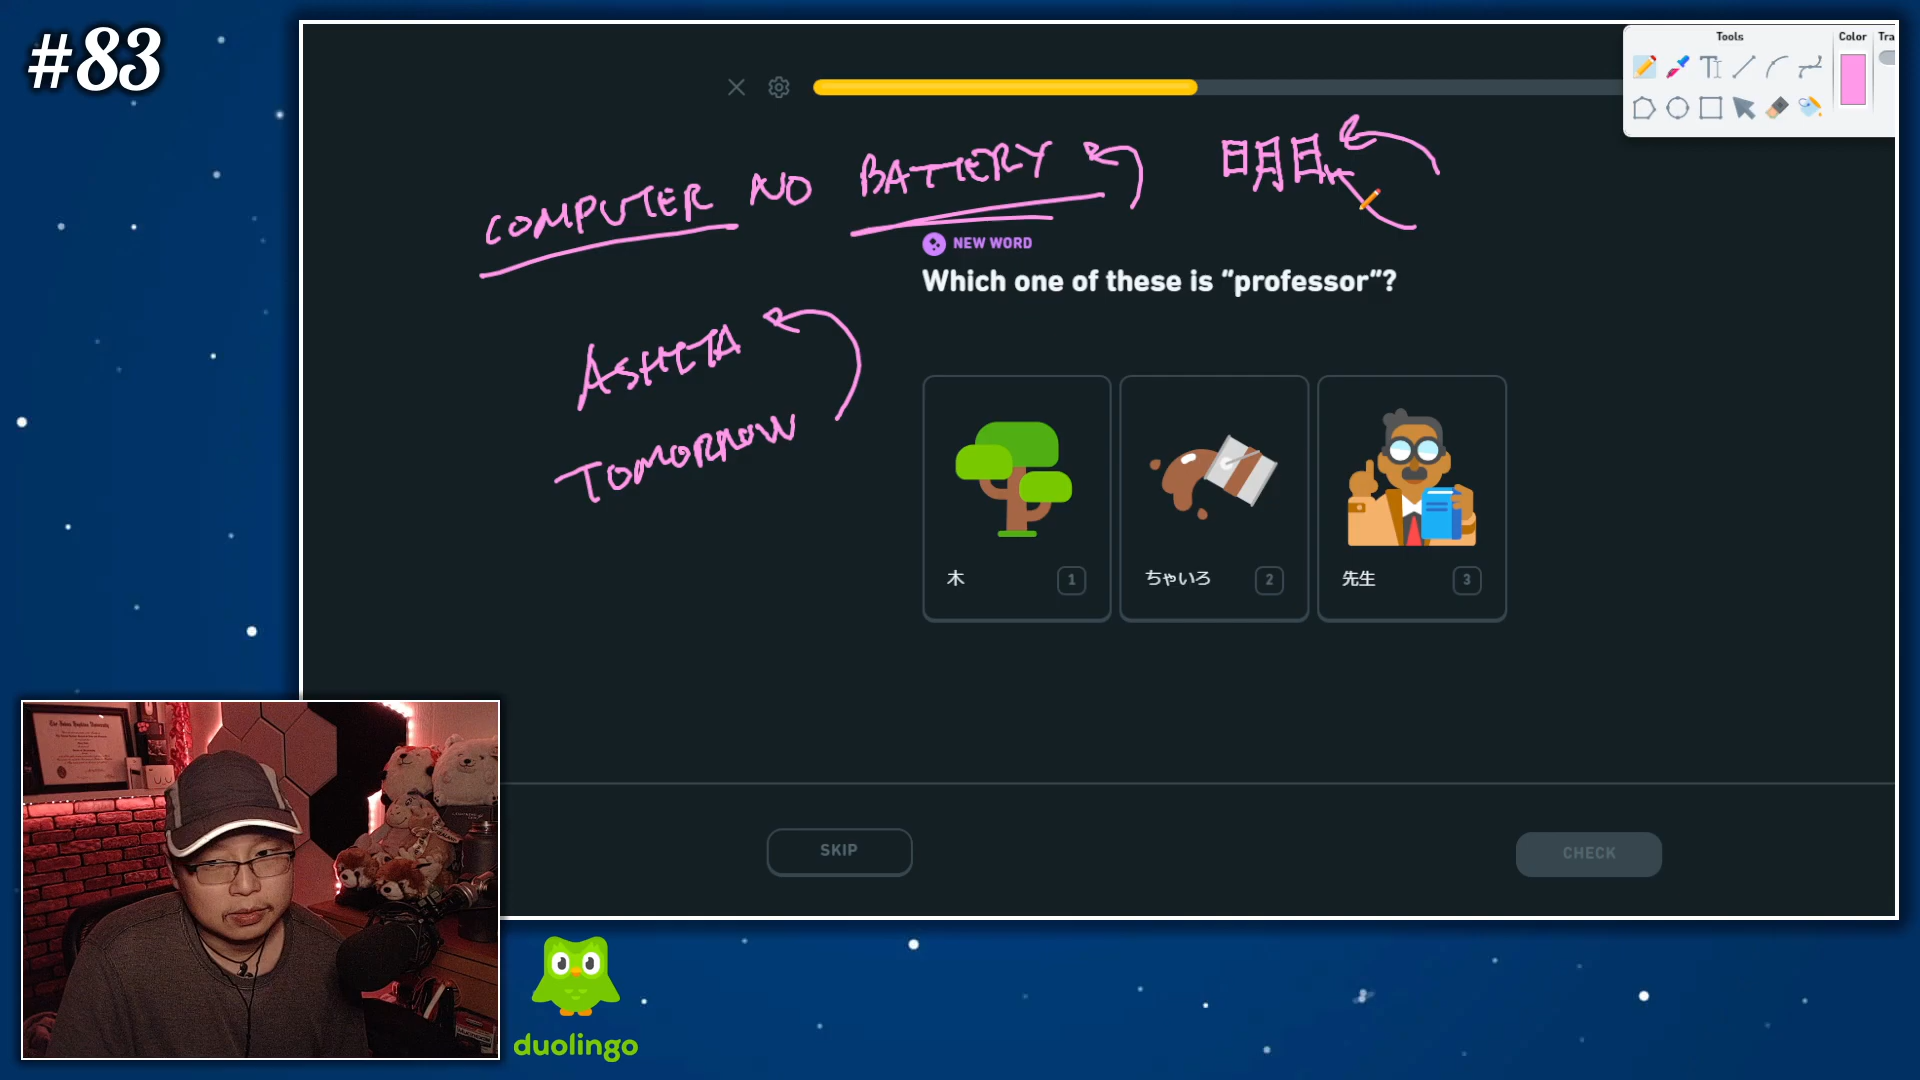 #83
Tools
Color
Tra
COMPUTER NO BATTERY
明日
NEW WORD
Which one of these is “professor”?
ASHITA
TOMORROW
木
1
ちゃいろ
2
先生
3
SKIP
CHECK
duolingo